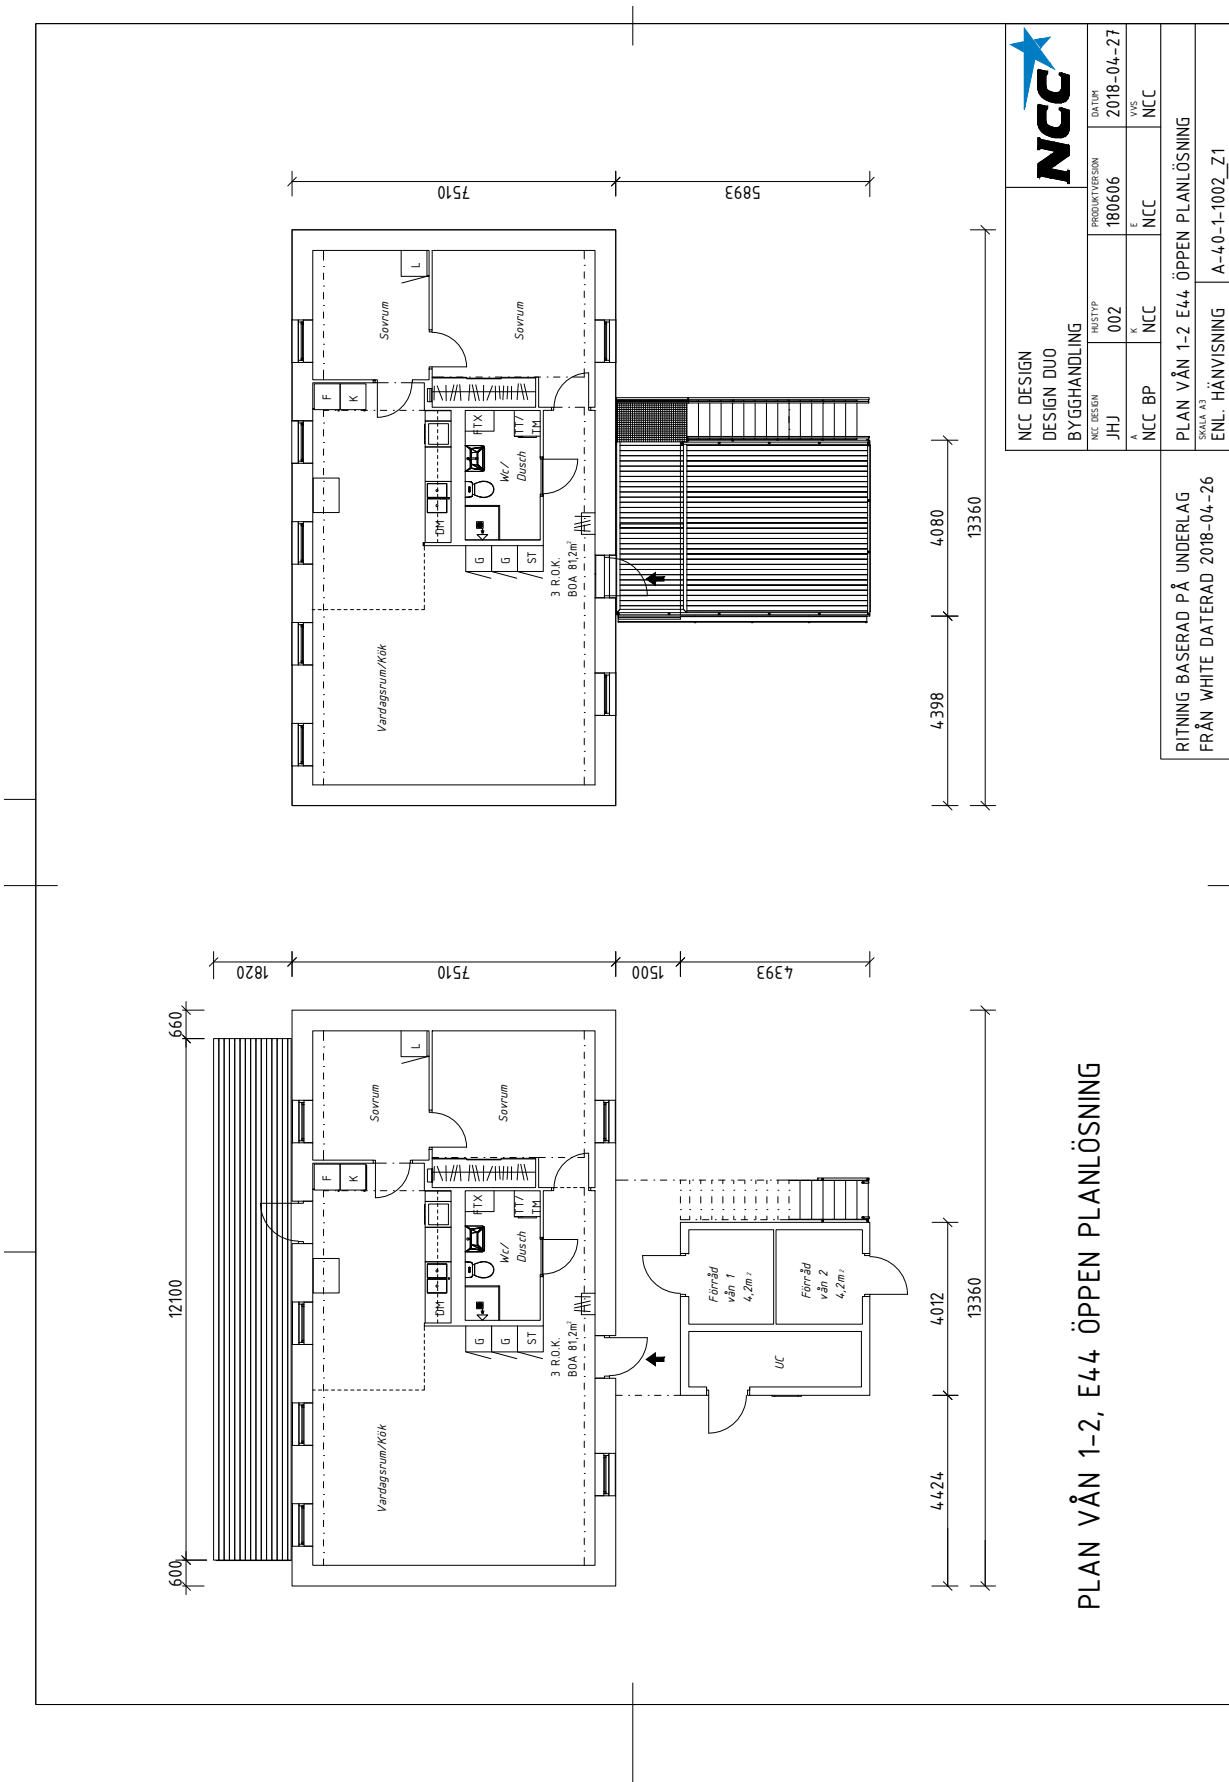 600
12100
660
1820
7510
1500
4393
Sovrum
L
Sovrum
F
K
FTX
TT/
TM
Wc/
Dusch
DM
G
G
ST
3 R.O.K.
BOA 81,2m²
Vardagsrum/Kök
Förråd
vån 1
4,2m²
Förråd
vån 2
4,2m²
UC
4424
4012
13360
PLAN VÅN 1-2, E44 ÖPPEN PLANLÖSNING
7510
5893
Sovrum
L
Sovrum
F
K
FTX
TT/
TM
Wc/
Dusch
DM
G
G
ST
3 R.O.K.
BOA 81,2m²
Vardagsrum/Kök
4398
4080
13360
RITNING BASERAD PÅ UNDERLAG
FRÅN WHITE DATERAD 2018-04-26
NCC DESIGN
DESIGN DUO
BYGGHANDLING
NCC
NCC DESIGN HUSTYP PRODUKTVERSION DATUM
JHJ 002 180606 2018-04-27
A K E VVS
NCC BP NCC NCC NCC
PLAN VÅN 1-2 E44 ÖPPEN PLANLÖSNING
SKALA A3
ENL. HÄNVISNING A-40-1-1002_Z1